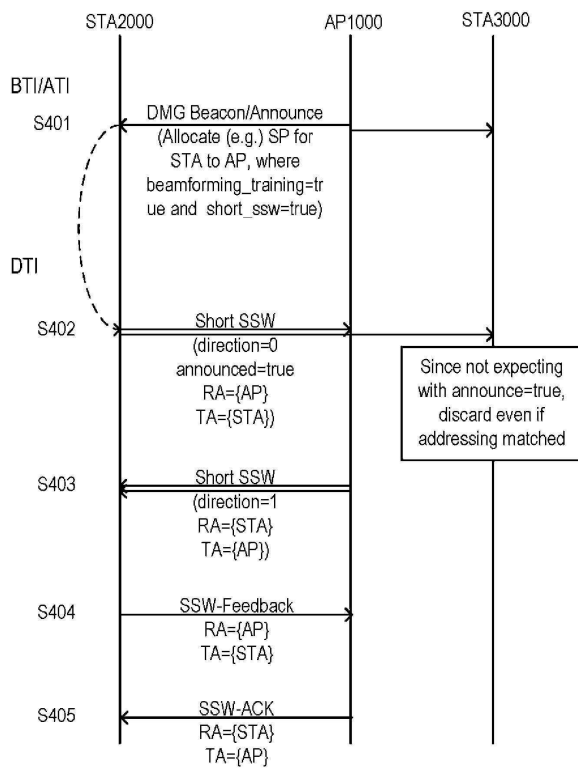 STA2000 AP1000 STA3000
BTI/ATI
S401
DMG Beacon/Announce
(Allocate (e.g.) SP for
STA to AP, where
beamforming_training=tr
ue and short_ssw=true)
DTI
S402
Short SSW
(direction=0
announced=true
RA={AP}
TA={STA})
Since not expecting
with announce=true,
discard even if
addressing matched
S403
Short SSW
(direction=1
RA={STA}
TA={AP})
S404
SSW-Feedback
RA={AP}
TA={STA}
S405
SSW-ACK
RA={STA}
TA={AP}